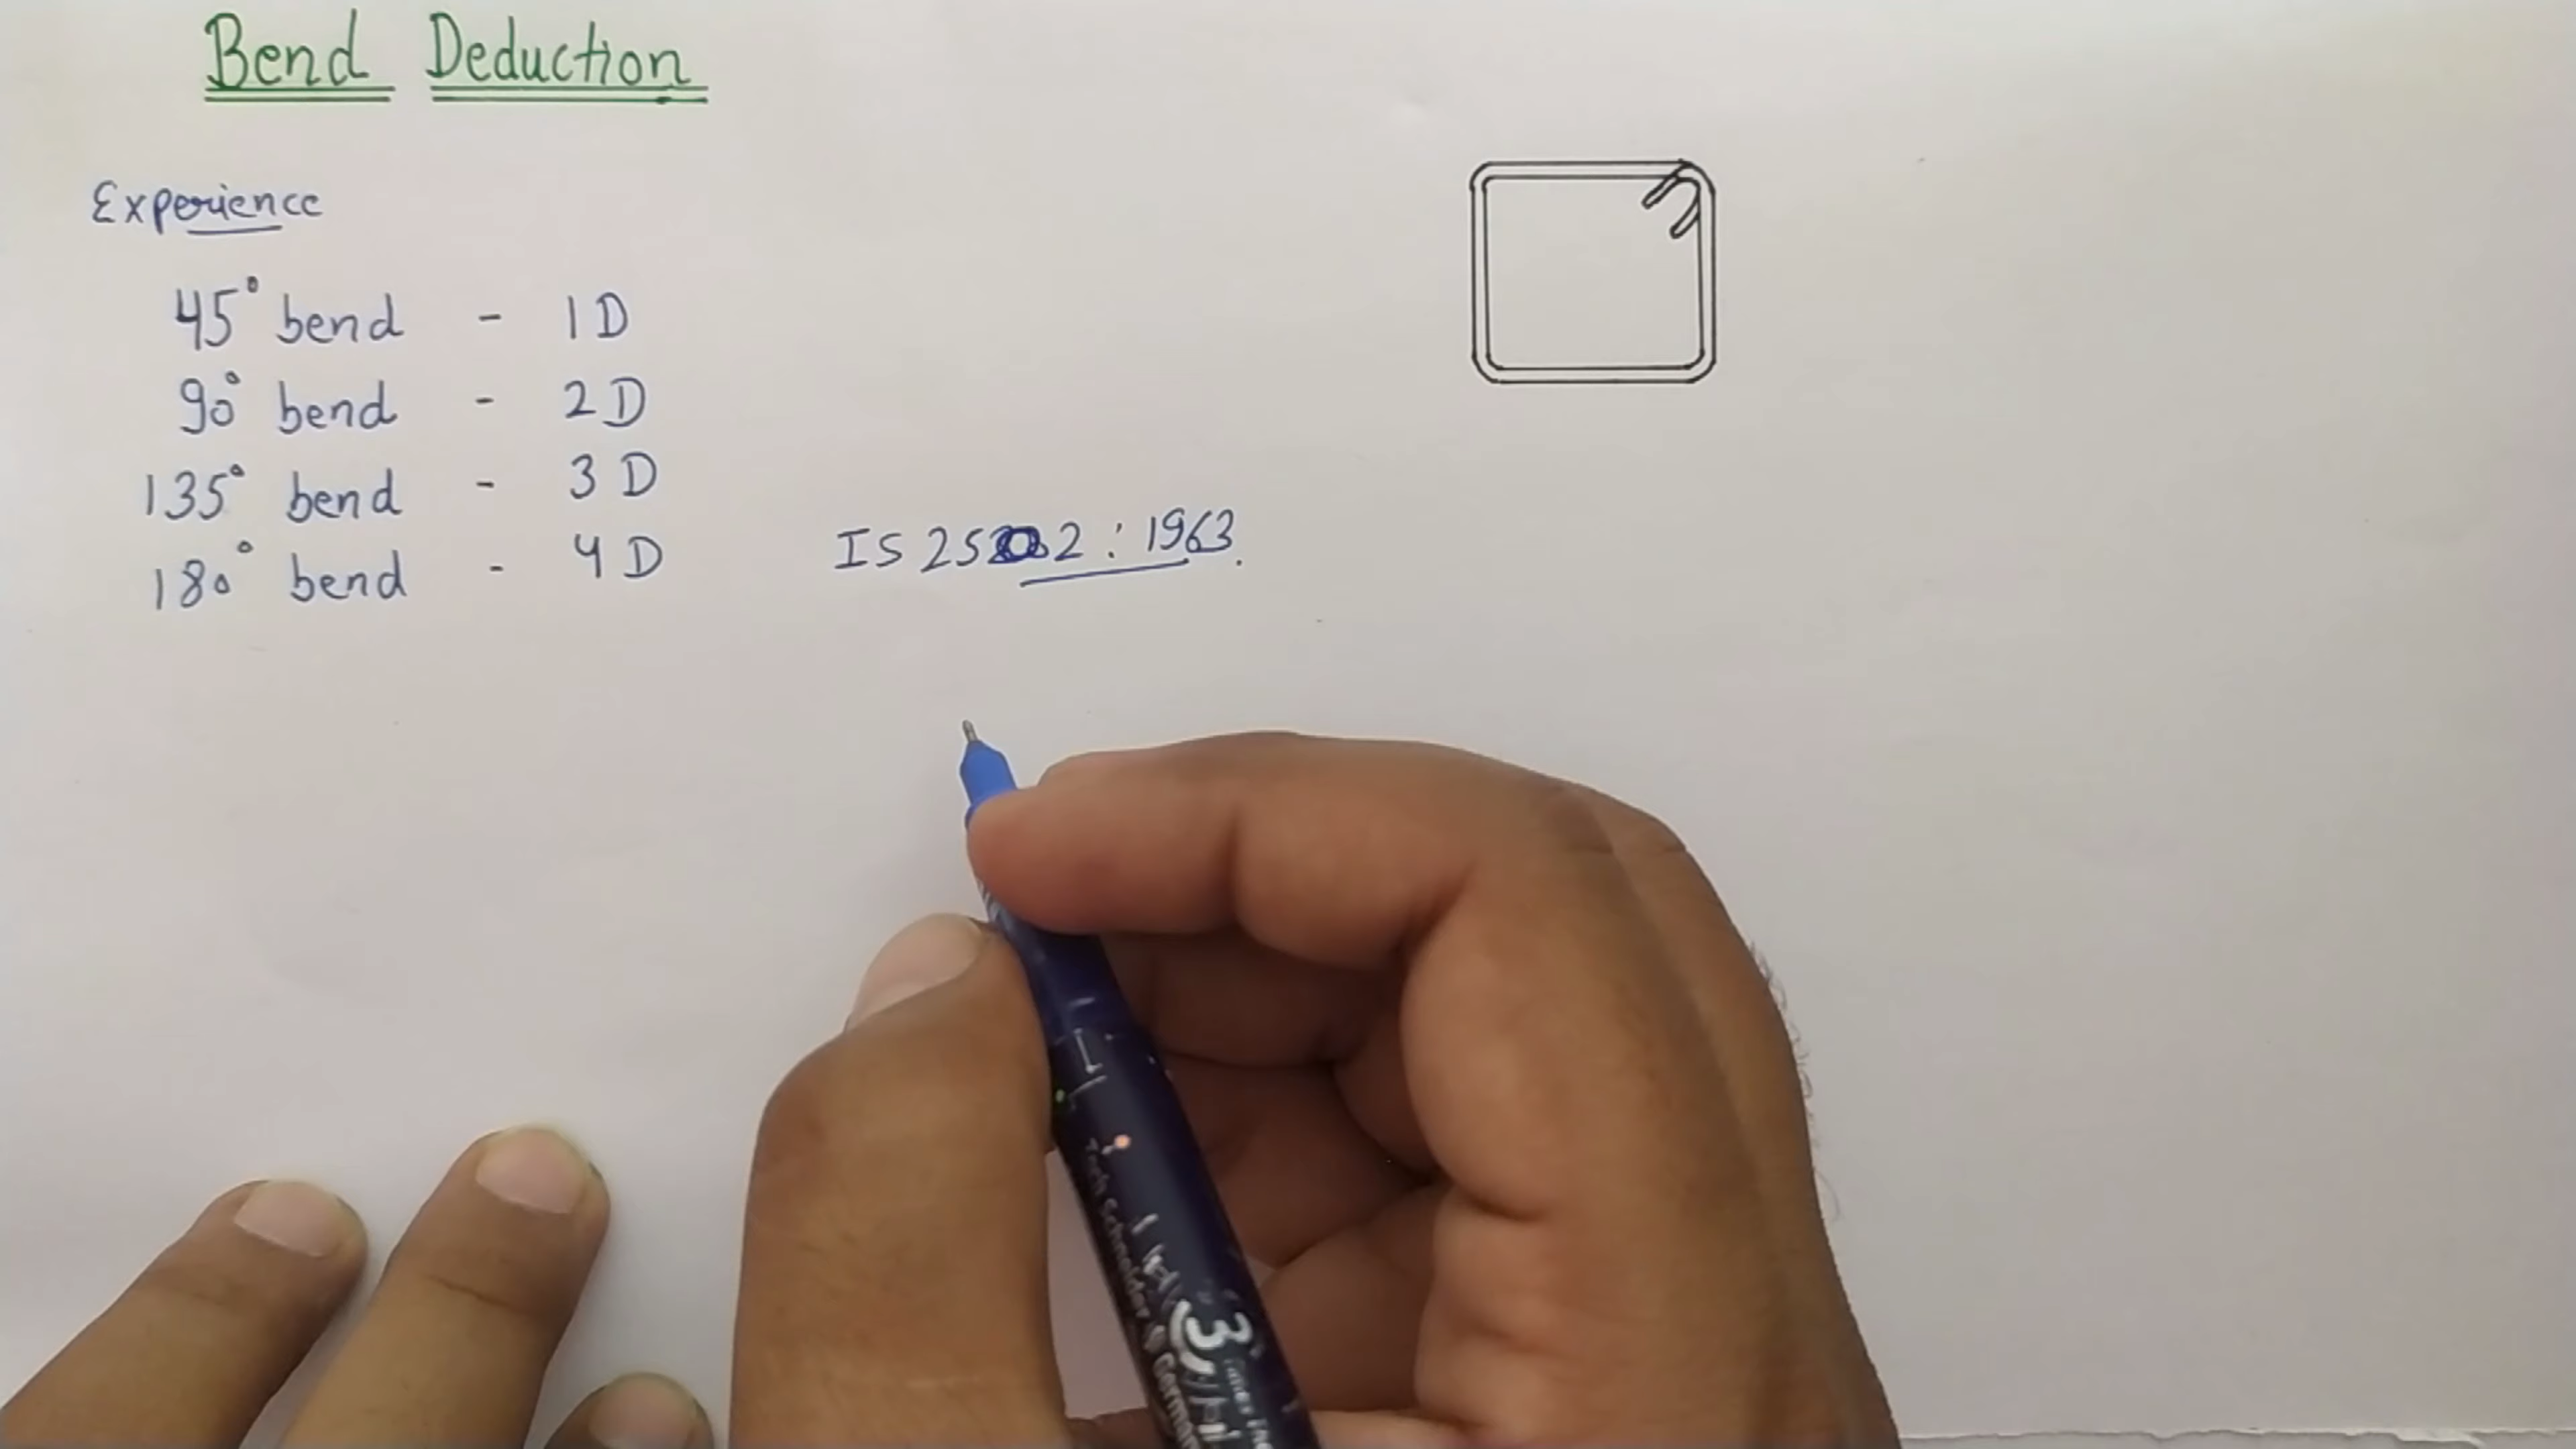 Bend Deduction
Experience
45° bend - 1D
90° bend - 2D
135° bend - 3D
180° bend - 4D
IS 2502 : 1963.